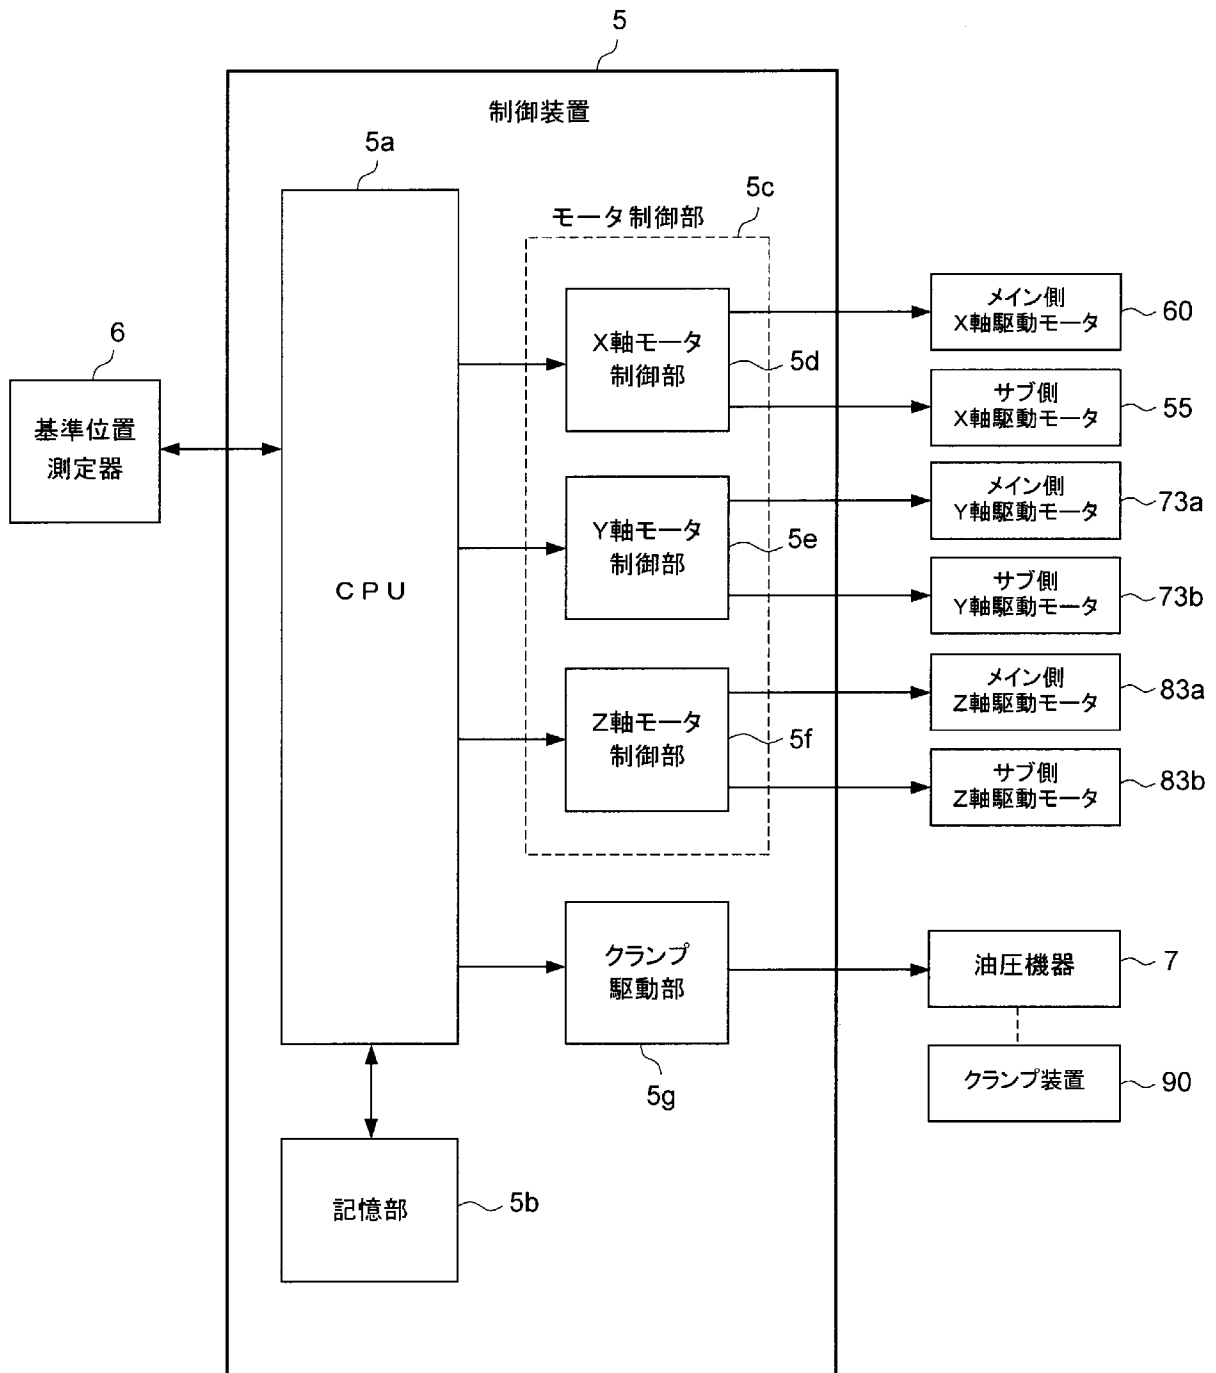 5
制御装置
5a
5c
モータ制御部
メイン側
X軸駆動モータ
60
6
X軸モータ
制御部
5d
サブ側
X軸駆動モータ
55
基準位置
測定器
メイン側
Y軸駆動モータ
73a
Y軸モータ
制御部
5e
CPU
サブ側
Y軸駆動モータ
73b
メイン側
Z軸駆動モータ
83a
Z軸モータ
制御部
5f
サブ側
Z軸駆動モータ
83b
クランプ
駆動部
油圧機器
7
5g
クランプ装置
90
記憶部
5b